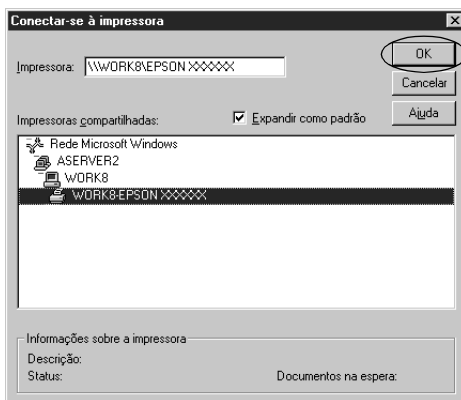 Conectar-se à impressora
Impressora: \\WORK8\EPSON XXXXXX
OK
Cancelar
Ajuda
Impressoras compartilhadas:
Expandir como padrão
Rede Microsoft Windows
ASERVER2
WORK8
WORK8-EPSON XXXXXX
Informações sobre a impressora
Descrição:
Status:
Documentos na espera: